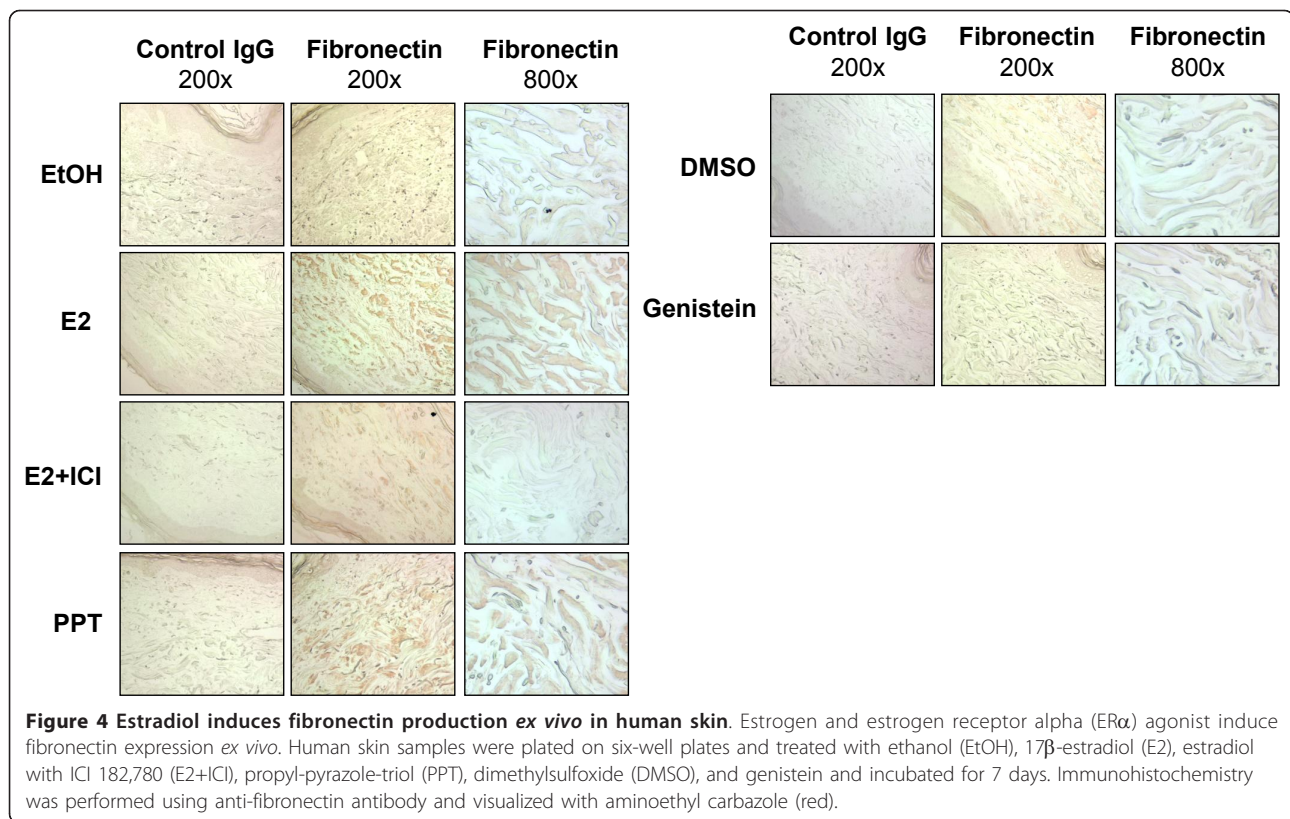 Control IgG Fibronectin Fibronectin
200x 200x 800x
EtOH
E2
E2+ICI
PPT
Control IgG Fibronectin Fibronectin
200x 200x 800x
DMSO
Genistein
Figure 4 Estradiol induces fibronectin production ex vivo in human skin. Estrogen and estrogen receptor alpha (ERα) agonist induce
fibronectin expression ex vivo. Human skin samples were plated on six-well plates and treated with ethanol (EtOH), 17β-estradiol (E2), estradiol
with ICI 182,780 (E2+ICI), propyl-pyrazole-triol (PPT), dimethylsulfoxide (DMSO), and genistein and incubated for 7 days. Immunohistochemistry
was performed using anti-fibronectin antibody and visualized with aminoethyl carbazole (red).